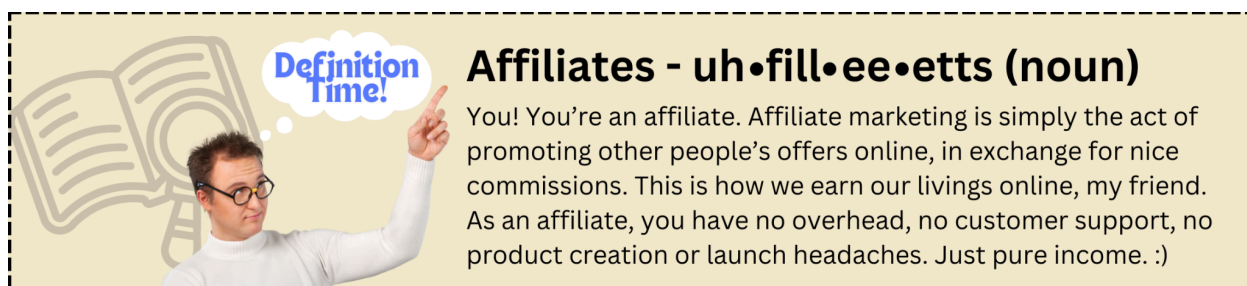 Definition
Time!
Affiliates - uh•fill•ee•etts (noun)
You! You're an affiliate. Affiliate marketing is simply the act of
promoting other people's offers online, in exchange for nice
commissions. This is how we earn our livings online, my friend.
As an affiliate, you have no overhead, no customer support, no
product creation or launch headaches. Just pure income. :)